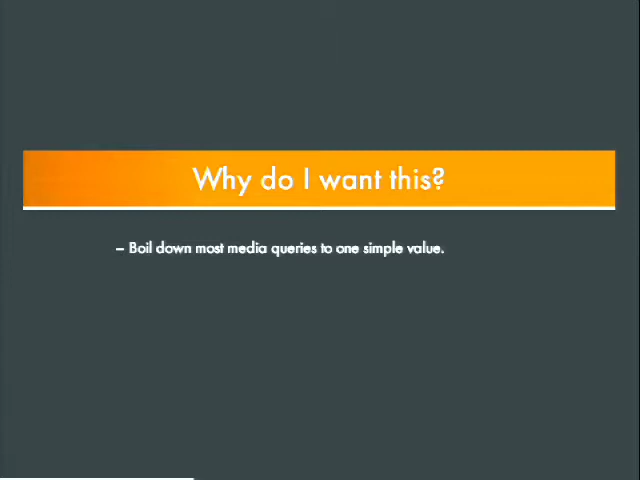 Why do I want this?
– Boil down most media queries to one simple value.